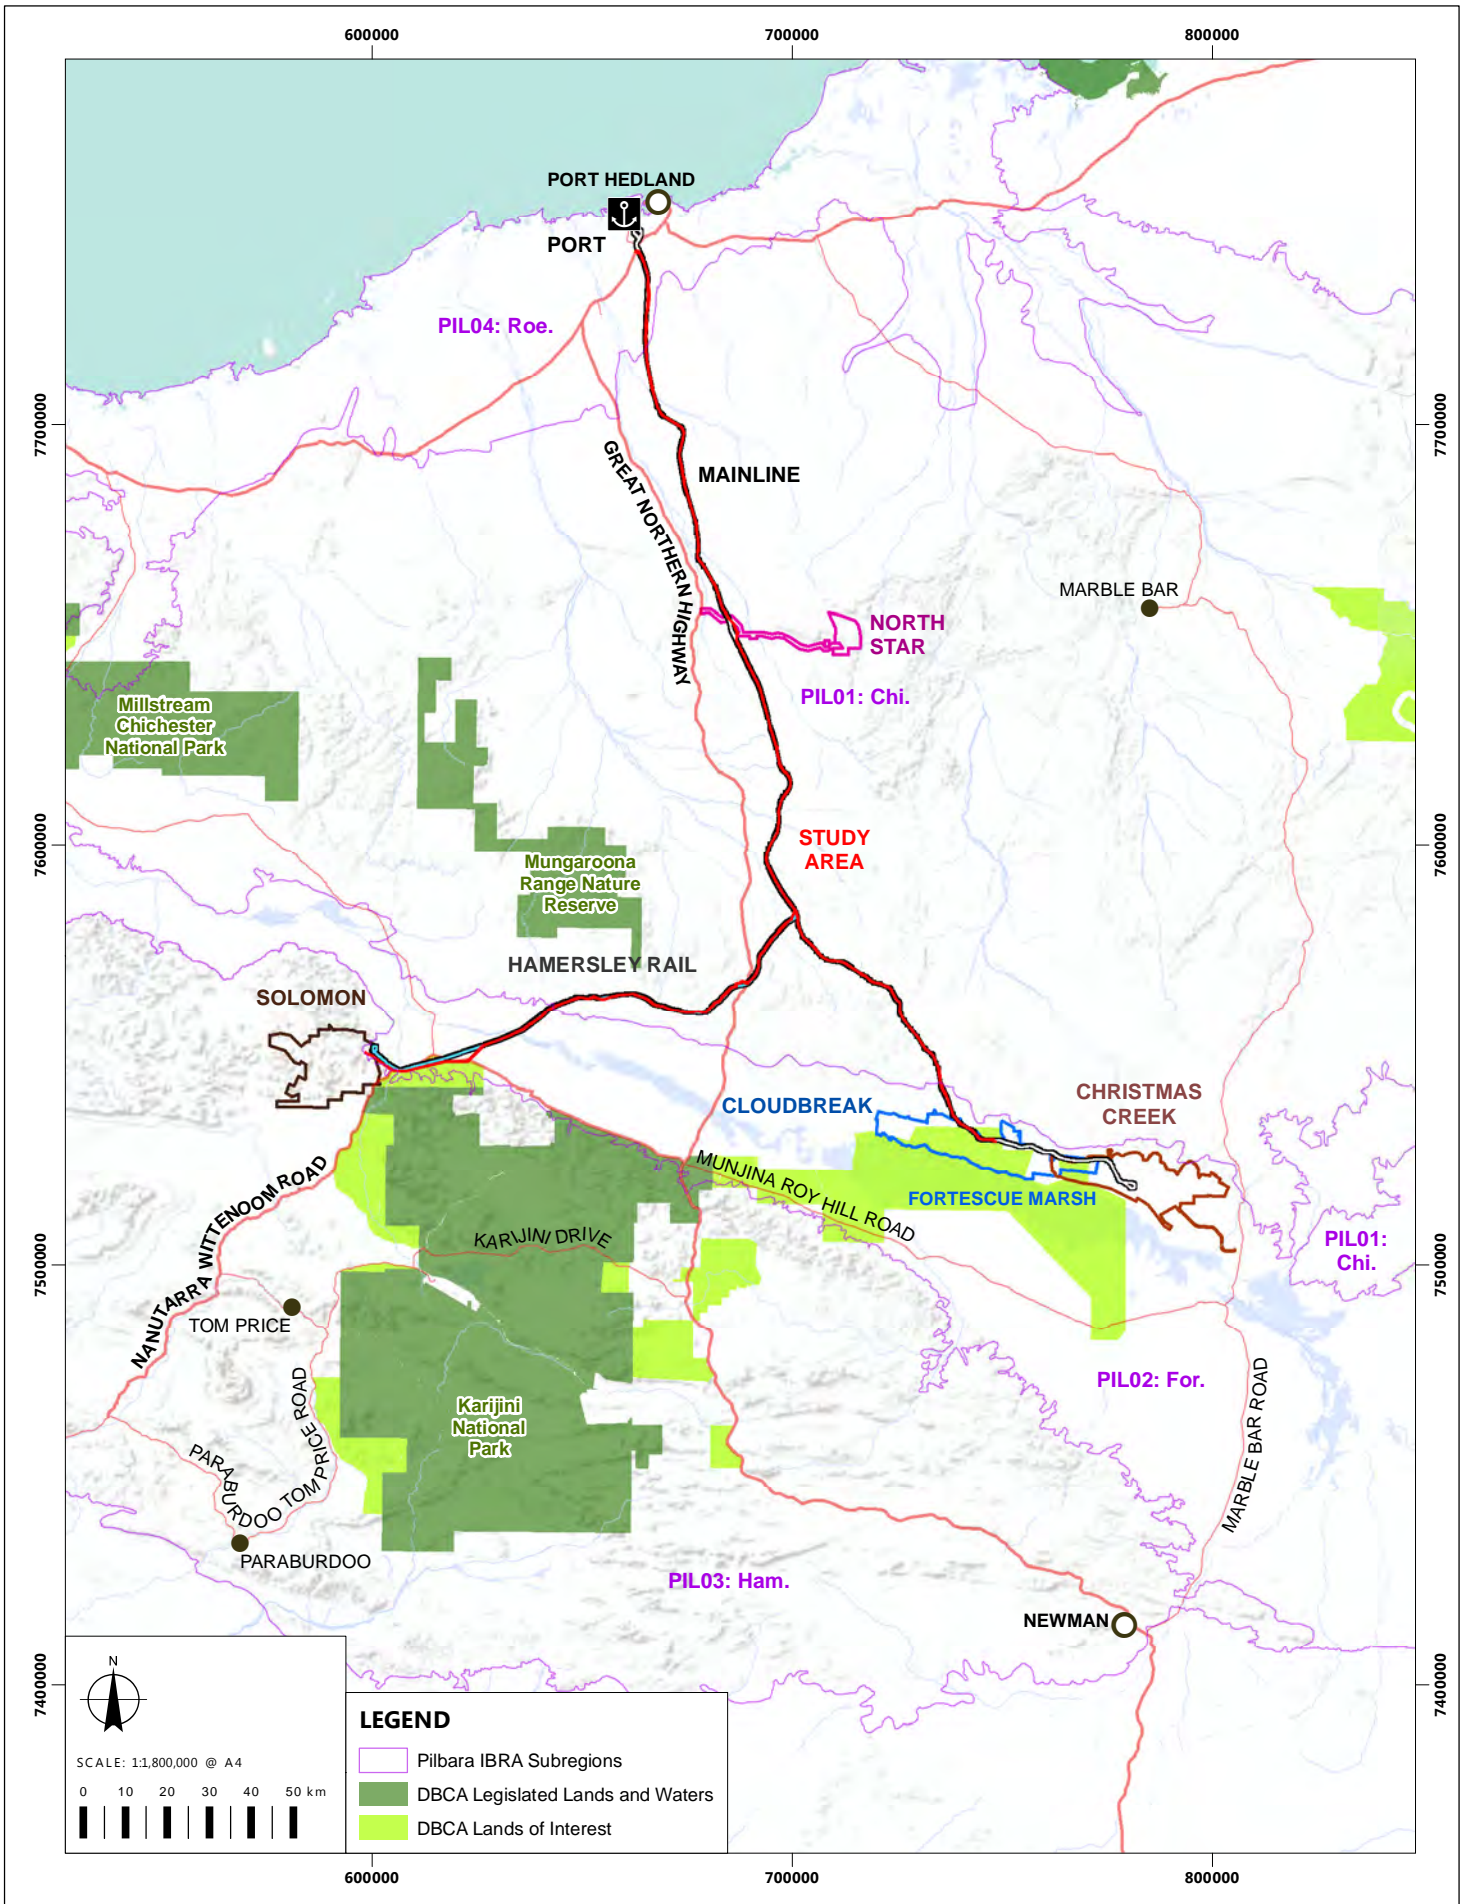 600000
700000
800000
PORT HEDLAND
PORT
PIL04: Roe.
7700000
7700000
GREAT NORTHERN HIGHWAY
MAINLINE
MARBLE BAR
NORTH
STAR
PIL01: Chi.
Millstream
Chichester
National Park
7600000
7600000
STUDY
AREA
Mungaroona
Range Nature
Reserve
HAMERSLEY RAIL
SOLOMON
CLOUDBREAK
CHRISTMAS
CREEK
MUNJINA ROY HILL ROAD
FORTESCUE MARSH
NANUTARRA WITTENOOM ROAD
KARIJINI DRIVE
PIL01:
Chi.
7500000
7500000
TOM PRICE
PIL02: For.
MARBLE BAR ROAD
Karijini
National
Park
PARABURDOO TOM PRICE ROAD
PARABURDOO
PIL03: Ham.
NEWMAN
7400000
7400000
N
SCALE: 1:1,800,000 @ A4
0 10 20 30 40 50 km
LEGEND
Pilbara IBRA Subregions
DBCA Legislated Lands and Waters
DBCA Lands of Interest
600000
700000
800000